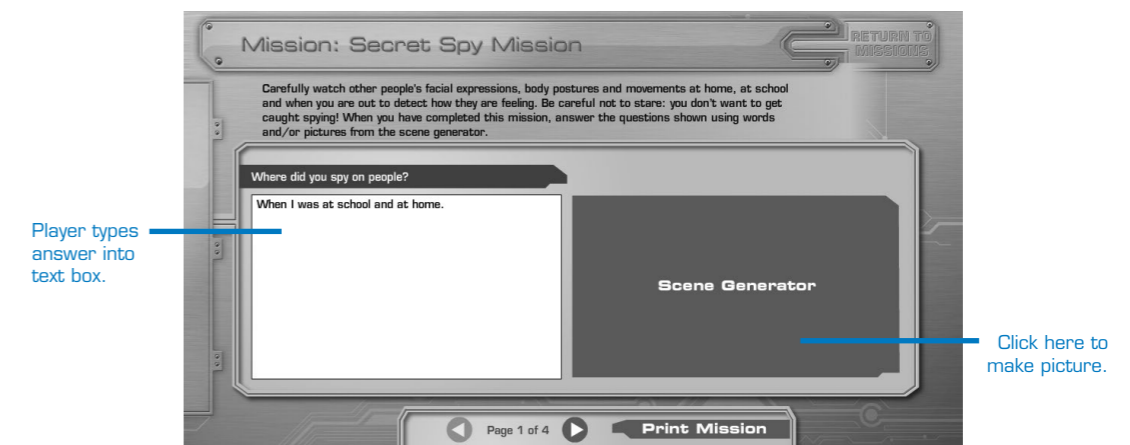 Mission: Secret Spy Mission
RETURN TO
MISSIONS
Carefully watch other people's facial expressions, body postures and movements at home, at school
and when you are out to detect how they are feeling. Be careful not to stare: you don't want to get
caught spying! When you have completed this mission, answer the questions shown using words
and/or pictures from the scene generator.
Where did you spy on people?
When I was at school and at home.
Player types
answer into
text box.
Scene Generator
Click here to
make picture.
Page 1 of 4
Print Mission